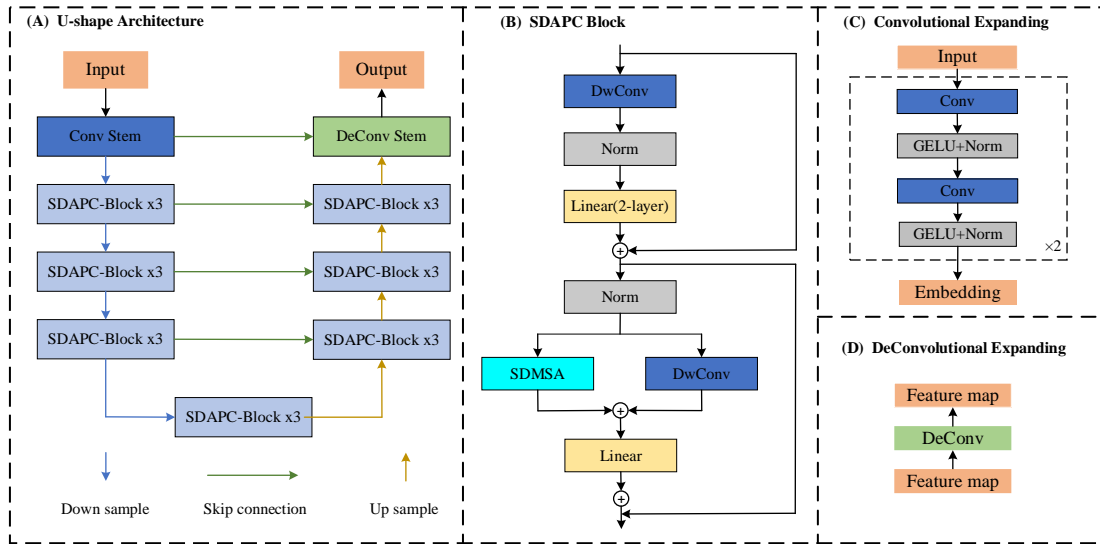 (A) U-shape Architecture
Input
Output
Conv Stem
DeConv Stem
SDAPC-Block x3
SDAPC-Block x3
SDAPC-Block x3
SDAPC-Block x3
SDAPC-Block x3
SDAPC-Block x3
SDAPC-Block x3
Down sample
Skip connection
Up sample
(B) SDAPC Block
DwConv
Norm
Linear(2-layer)
+
Norm
SDMSA
DwConv
+
Linear
+
(C) Convolutional Expanding
Input
Conv
GELU+Norm
Conv
GELU+Norm
×2
Embedding
(D) DeConvolutional Expanding
Feature map
DeConv
Feature map